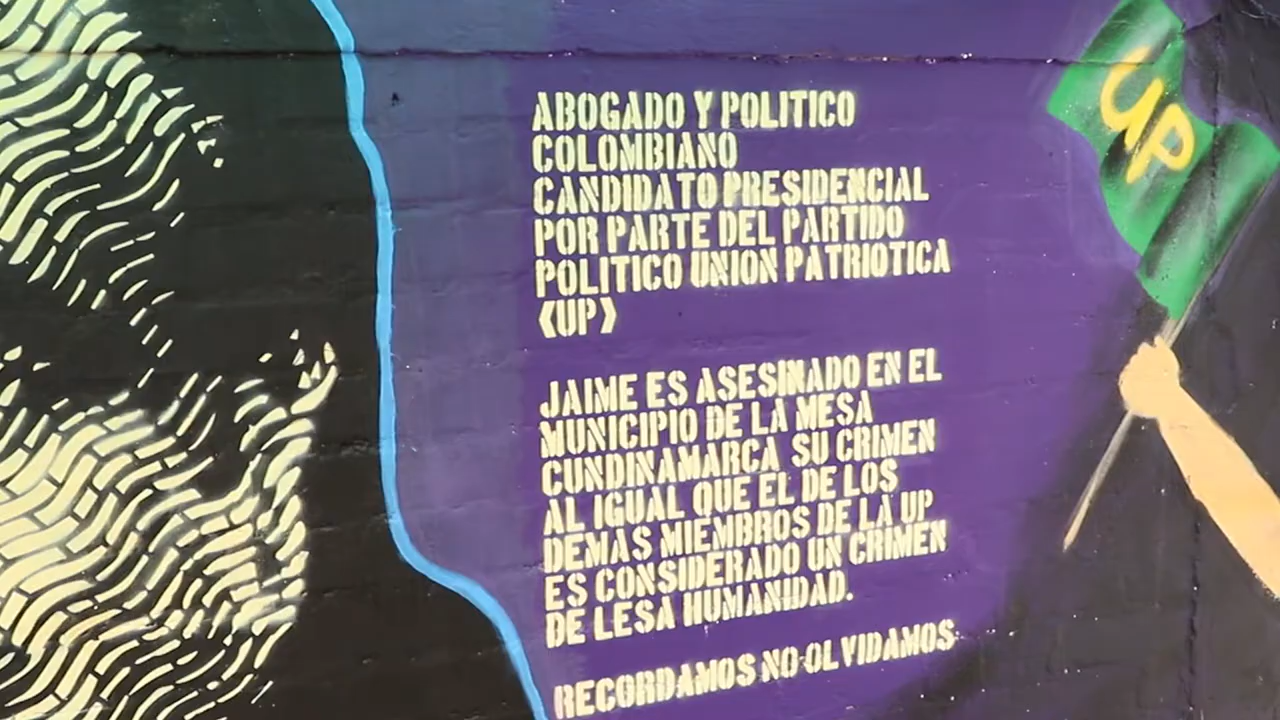 ABOGADO Y POLITICO
COLOMBIANO
CANDIDATO PRESIDENCIAL
POR PARTE DEL PARTIDO
POLITICO UNION PATRIOTICA
《UP》
JAIME ES ASESINADO EN EL
MUNICIPIO DE LA MESA
CUNDINAMARCA SU CRIMEN
AL IGUAL QUE EL DE LOS
DEMAS MIEMBROS DE LA UP
ES CONSIDERADO UN CRIMEN
DE LESA HUMANIDAD.
RECORDAMOS NO OLVIDAMOS
UP